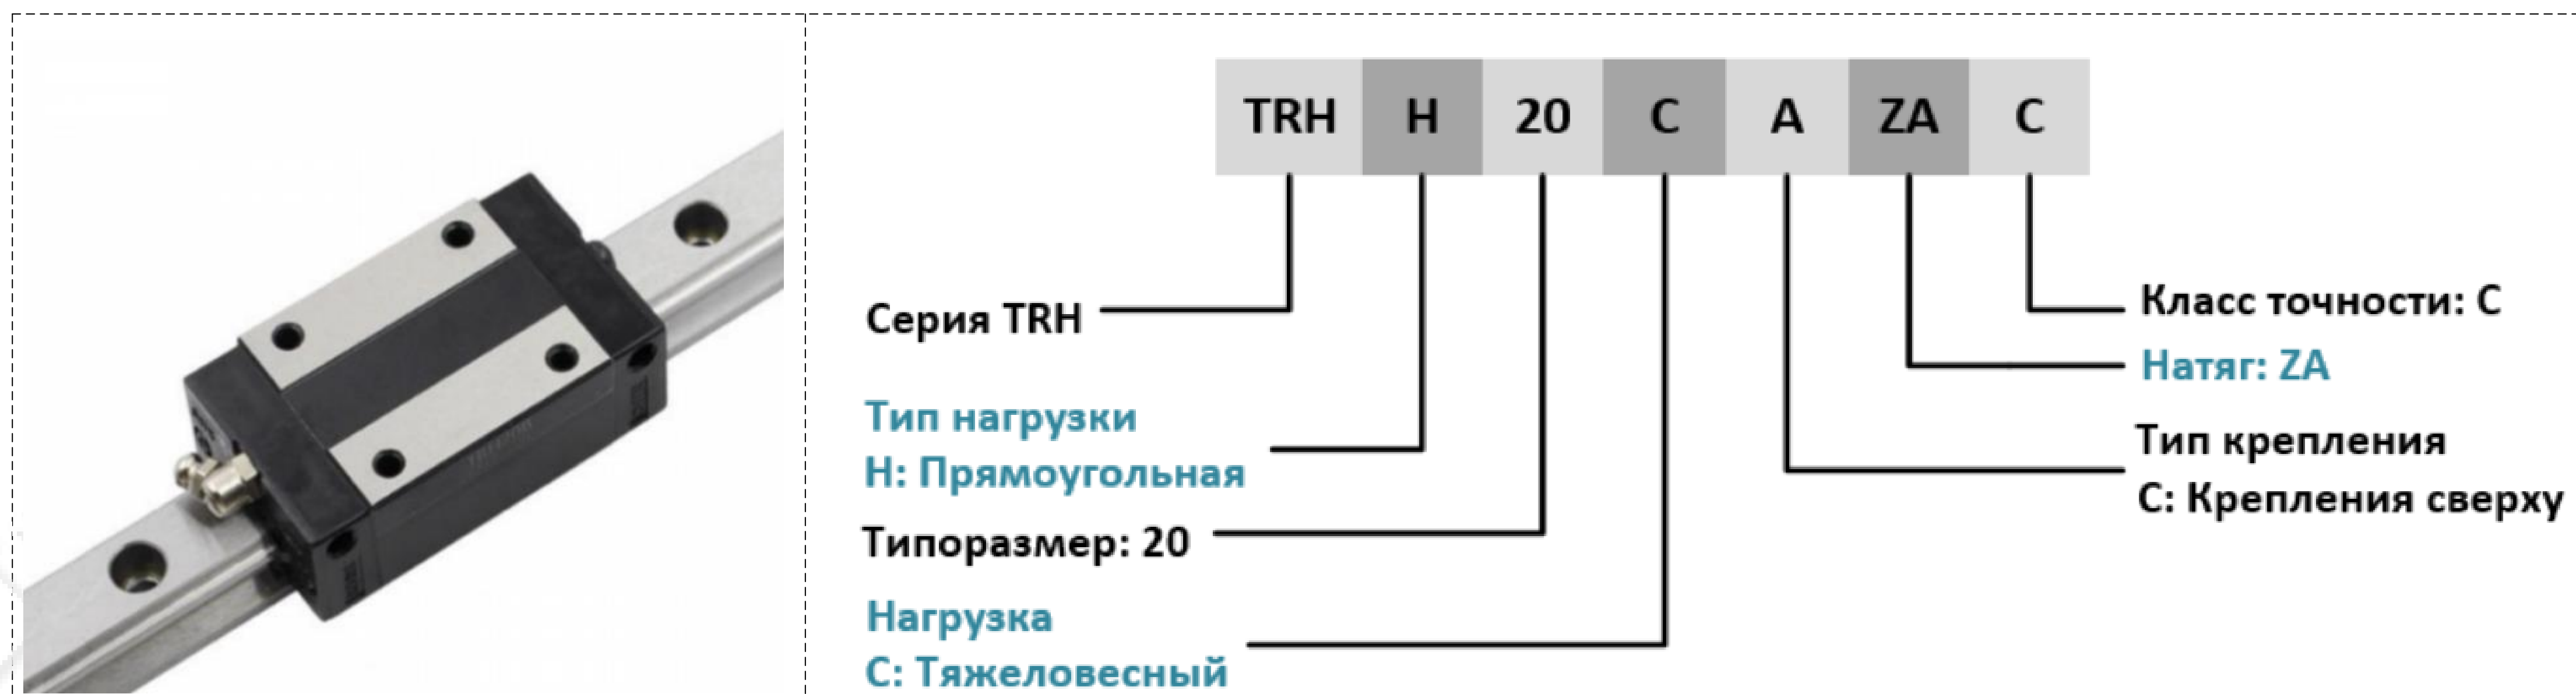 TRH H 20 C A ZA C
Серия TRH
Тип нагрузки
H: Прямоугольная
Типоразмер: 20
Нагрузка
C: Тяжеловесный
Класс точности: C
Натяг: ZA
Тип крепления
C: Крепления сверху